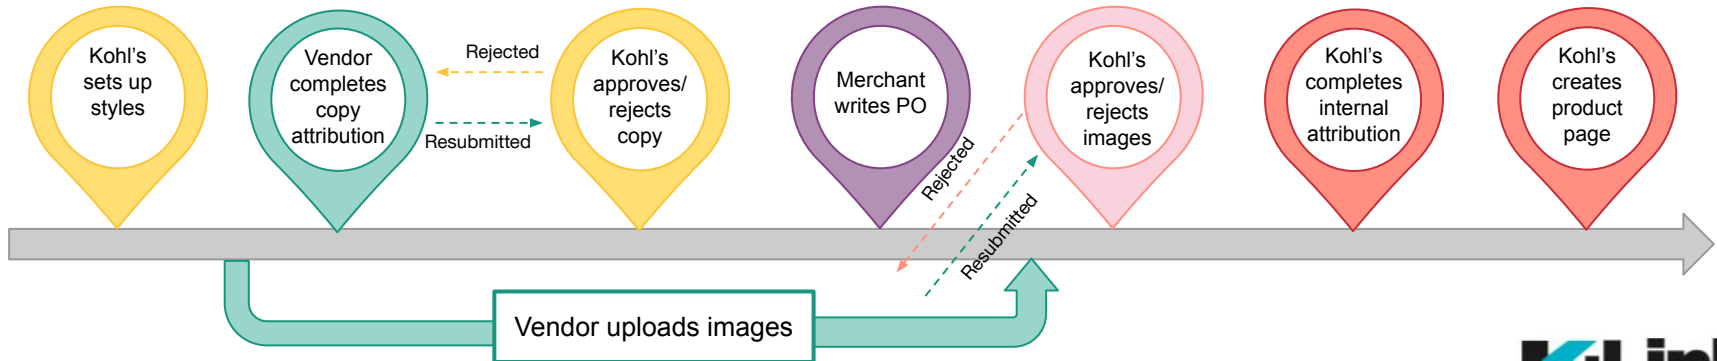 Kohl's
sets up
styles
Vendor
completes
copy
attribution
Rejected
Resubmitted
Kohl's
approves/
rejects
copy
Merchant
writes PO
Kohl's
approves/
rejects
images
Rejected
Resubmitted
Kohl's
completes
internal
attribution
Kohl's
creates
product
page
Vendor uploads images